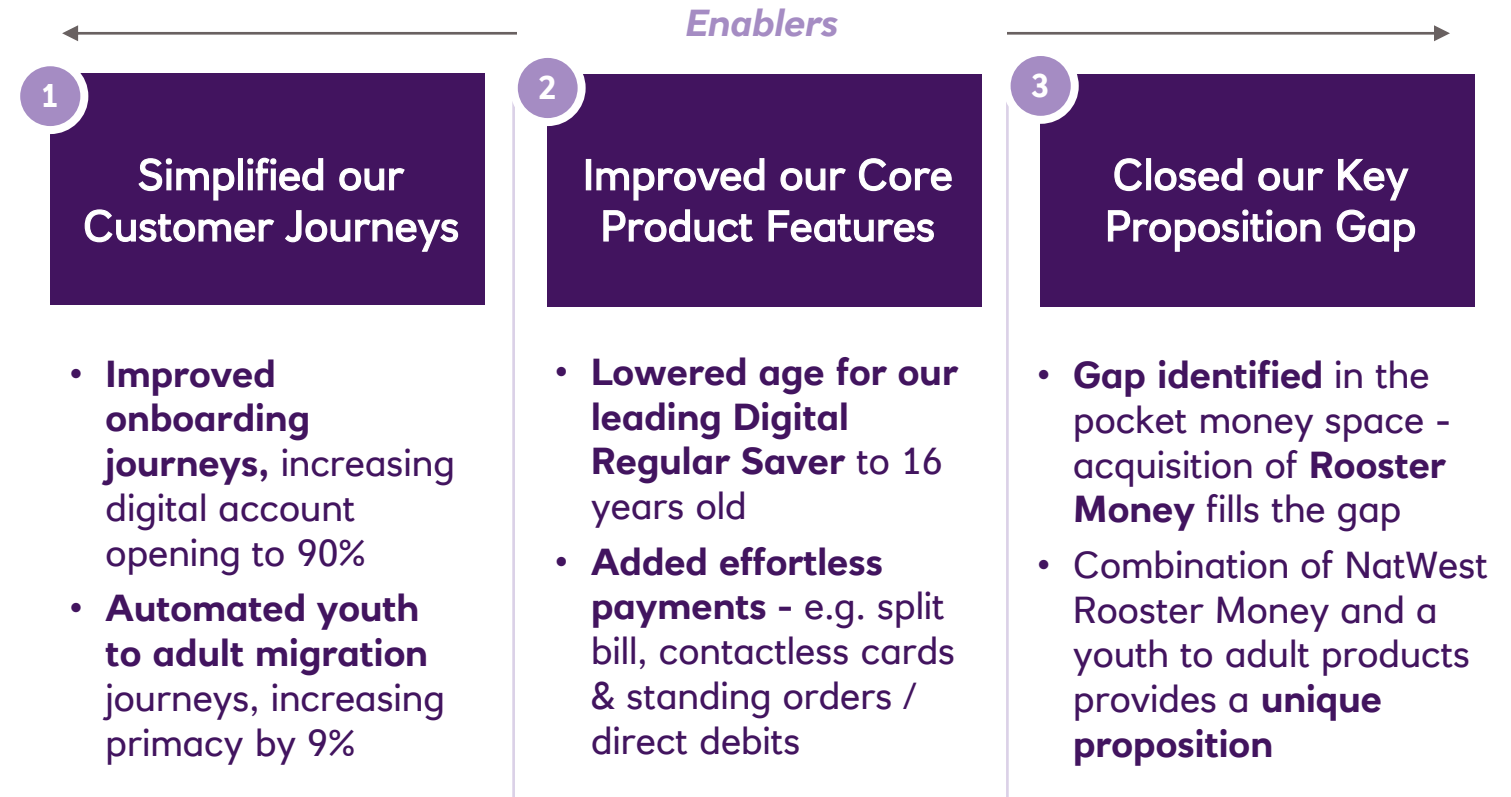 Enablers
1
Simplified our
Customer Journeys
• Improved
onboarding
journeys, increasing
digital account
opening to 90%
• Automated youth
to adult migration
journeys, increasing
primacy by 9%
2
Improved our Core
Product Features
• Lowered age for our
leading Digital
Regular Saver to 16
years old
• Added effortless
payments - e.g. split
bill, contactless cards
& standing orders /
direct debits
3
Closed our Key
Proposition Gap
• Gap identified in the
pocket money space -
acquisition of Rooster
Money fills the gap
• Combination of NatWest
Rooster Money and a
youth to adult products
provides a unique
proposition